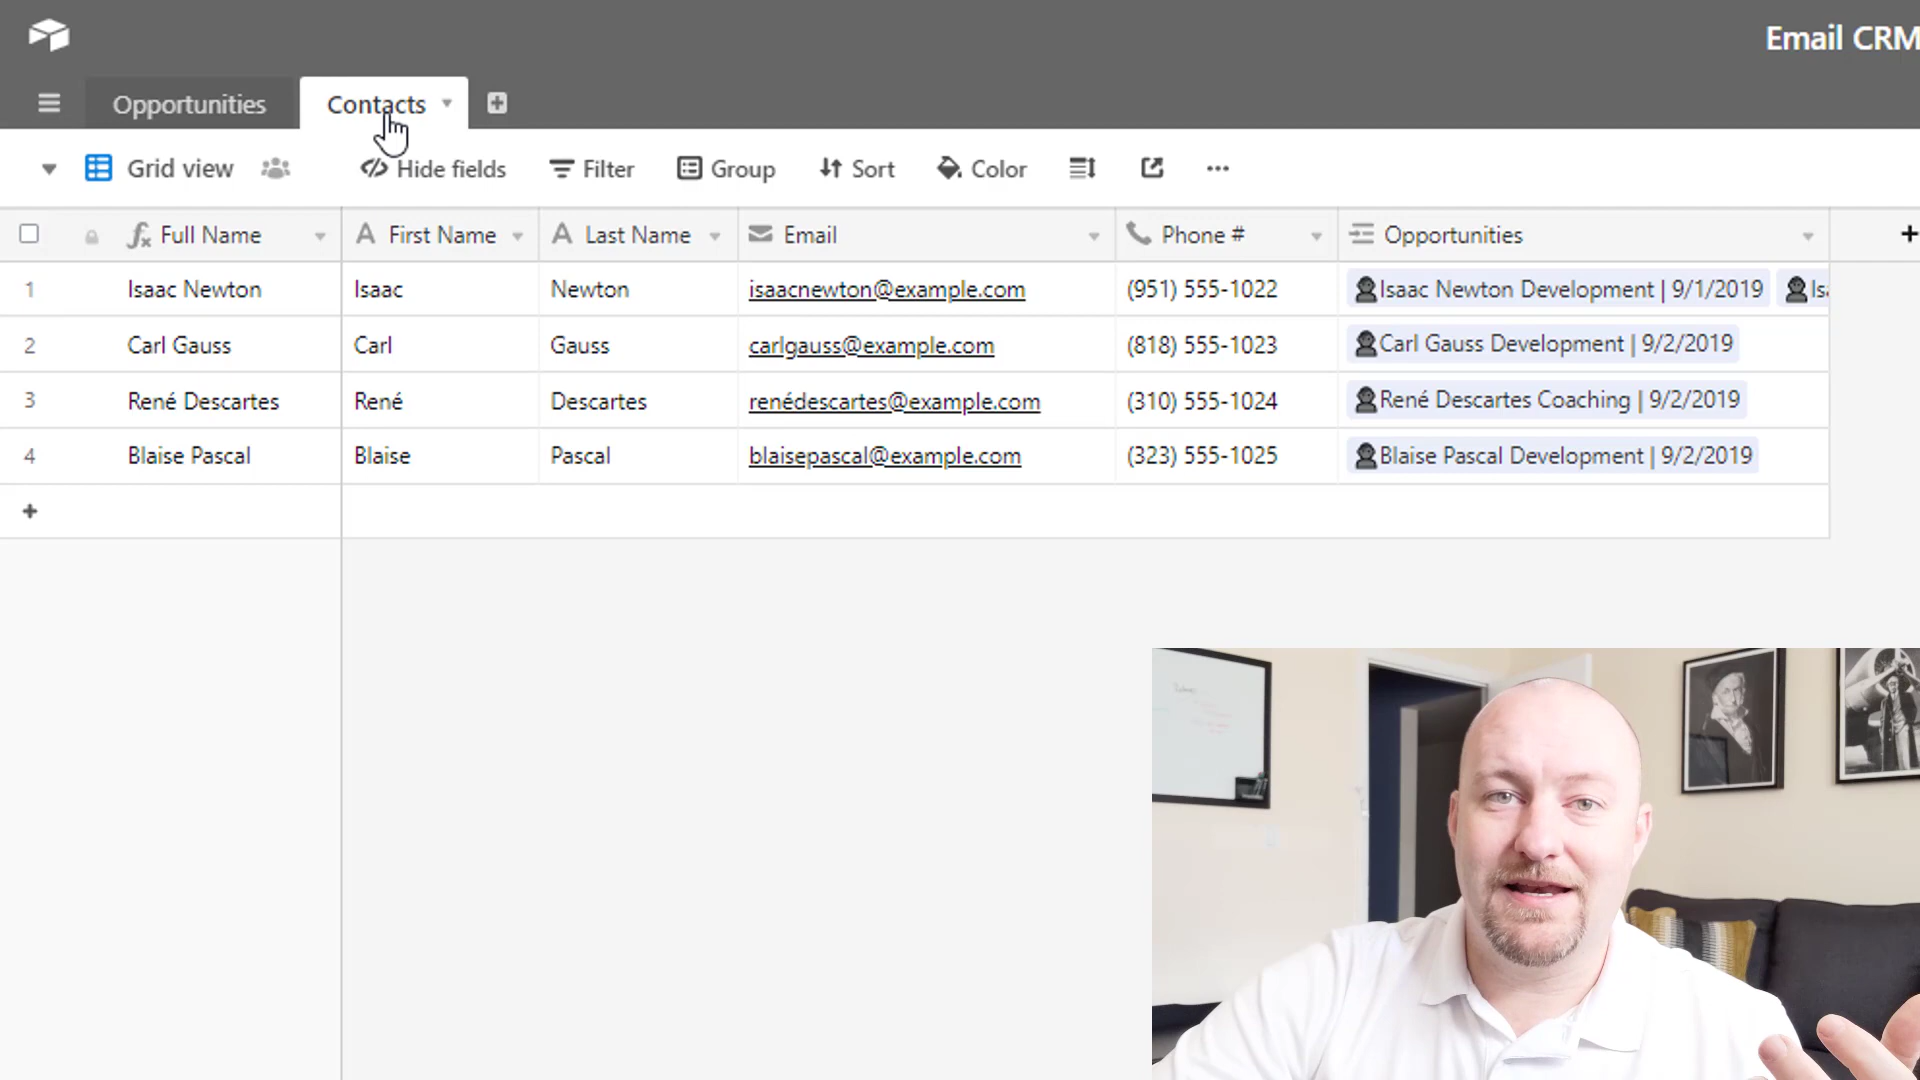 Email CRM
Opportunities Contacts
Grid view Hide fields Filter Group Sort Color
Full Name First Name Last Name Email Phone # Opportunities
1 Isaac Newton Isaac Newton isaacnewton@example.com (951) 555-1022 Isaac Newton Development | 9/1/2019 Isa
2 Carl Gauss Carl Gauss carlgauss@example.com (818) 555-1023 Carl Gauss Development | 9/2/2019
3 René Descartes René Descartes renédescartes@example.com (310) 555-1024 René Descartes Coaching | 9/2/2019
4 Blaise Pascal Blaise Pascal blaisepascal@example.com (323) 555-1025 Blaise Pascal Development | 9/2/2019